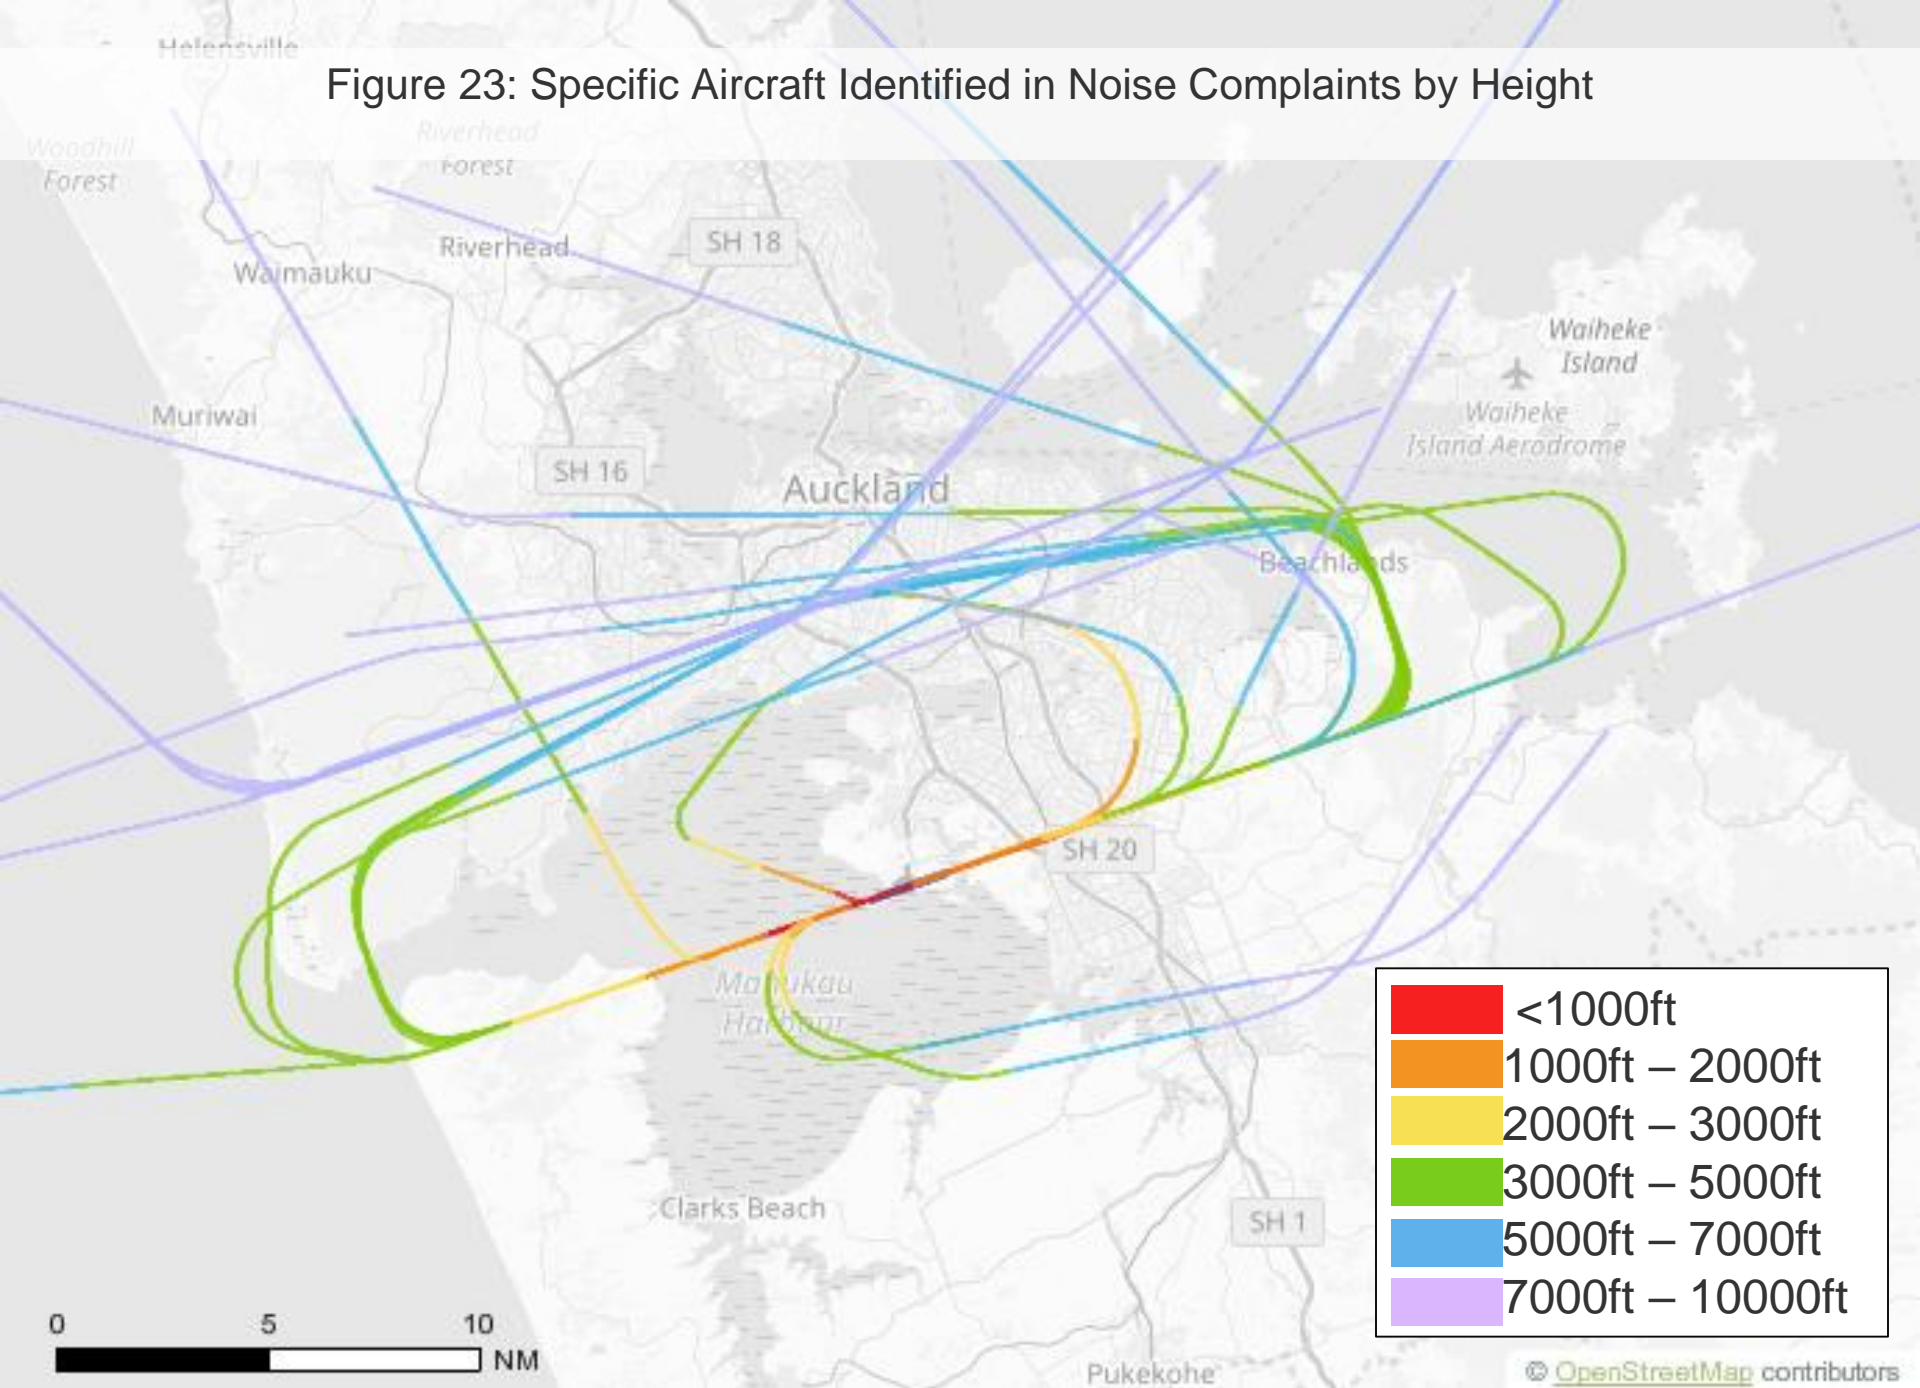 Helensville
Figure 23: Specific Aircraft Identified in Noise Complaints by Height
Woodhill
Forest
Riverhead
Forest
Riverhead
SH 18
Waimauku
Waiheke
Island
Muriwai
Waiheke
Island Aerodrome
SH 16
Auckland
Beachlands
SH 20
Manukau
Harbour
Clarks Beach
SH 1
Pukekohe
<1000ft
1000ft – 2000ft
2000ft – 3000ft
3000ft – 5000ft
5000ft – 7000ft
7000ft – 10000ft
0 5 10
NM
© OpenStreetMap contributors